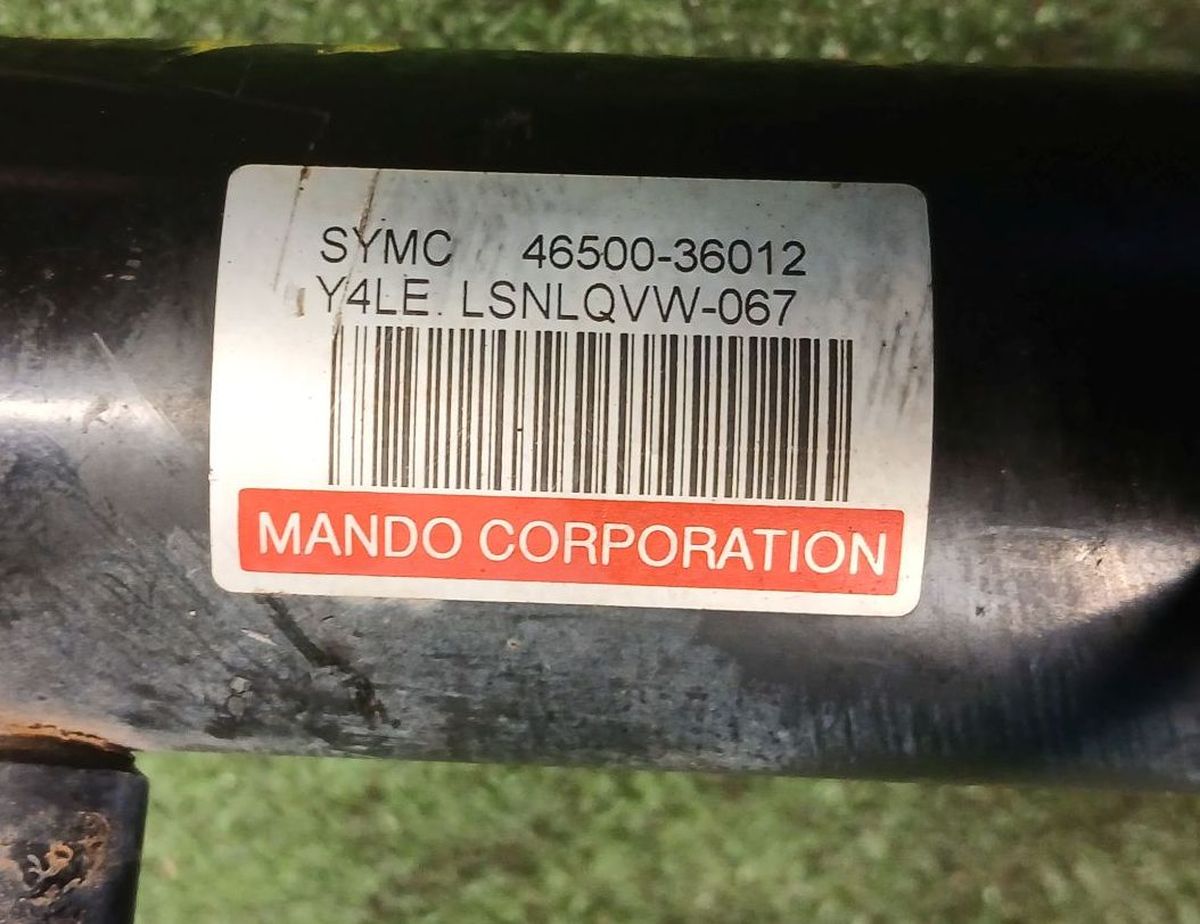 SYMC 46500-36012
Y4LE. LSNLQVW-067
MANDO CORPORATION